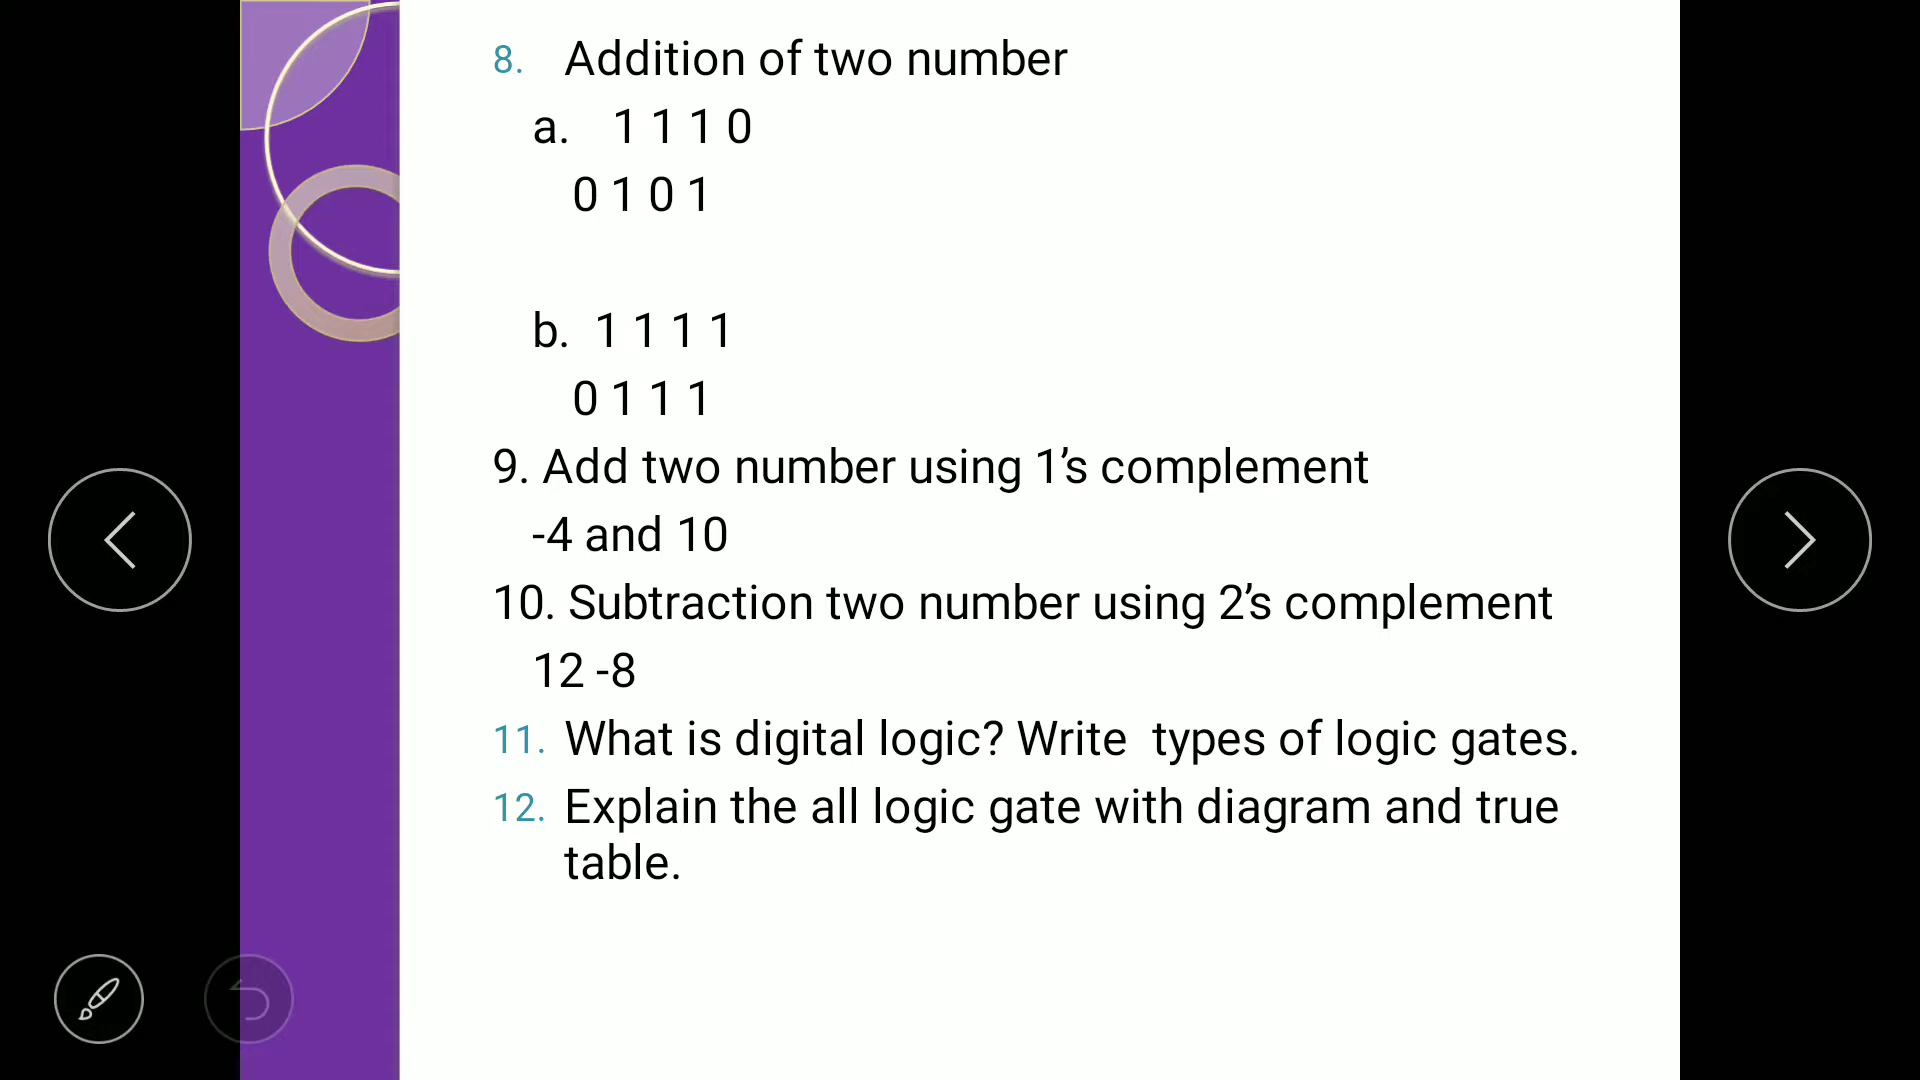 8. Addition of two number
a. 1 1 1 0
0 1 0 1
b. 1 1 1 1
0 1 1 1
9. Add two number using 1’s complement
-4 and 10
10. Subtraction two number using 2’s complement
12 -8
11. What is digital logic? Write  types of logic gates.
12. Explain the all logic gate with diagram and true
table.